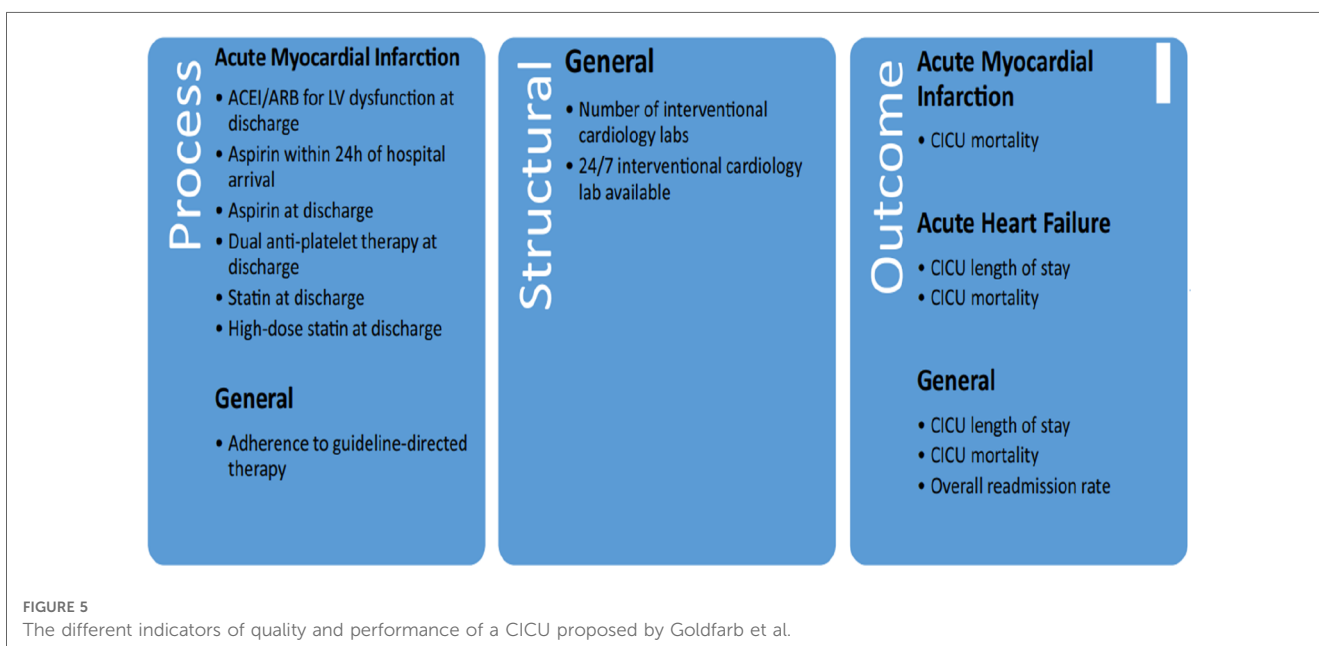 Process
Acute Myocardial Infarction
• ACEI/ARB for LV dysfunction at
discharge
• Aspirin within 24h of hospital
arrival
• Aspirin at discharge
• Dual anti-platelet therapy at
discharge
• Statin at discharge
• High-dose statin at discharge
General
• Adherence to guideline-directed
therapy
Structural
General
• Number of interventional
cardiology labs
• 24/7 interventional cardiology
lab available
Outcome
Acute Myocardial
Infarction
• CICU mortality
Acute Heart Failure
• CICU length of stay
• CICU mortality
General
• CICU length of stay
• CICU mortality
• Overall readmission rate
FIGURE 5
The different indicators of quality and performance of a CICU proposed by Goldfarb et al.